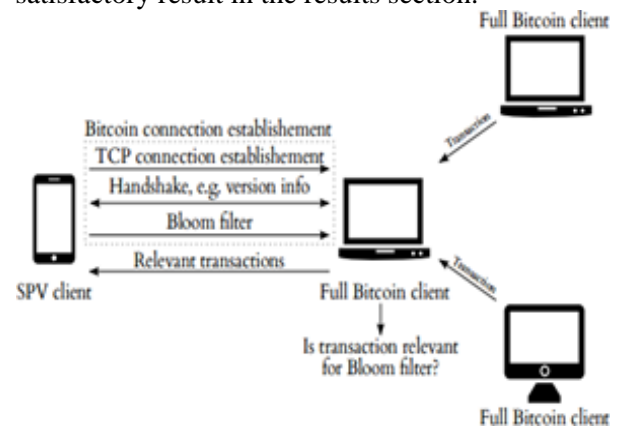 satisfactory result in the results section.
Full Bitcoin client
Transaction
Bitcoin connection establishement
TCP connection establishement
Handshake, e.g. version info
Bloom filter
Relevant transactions
SPV client
Full Bitcoin client
Transaction
Is transaction relevant
for Bloom filter?
Full Bitcoin client